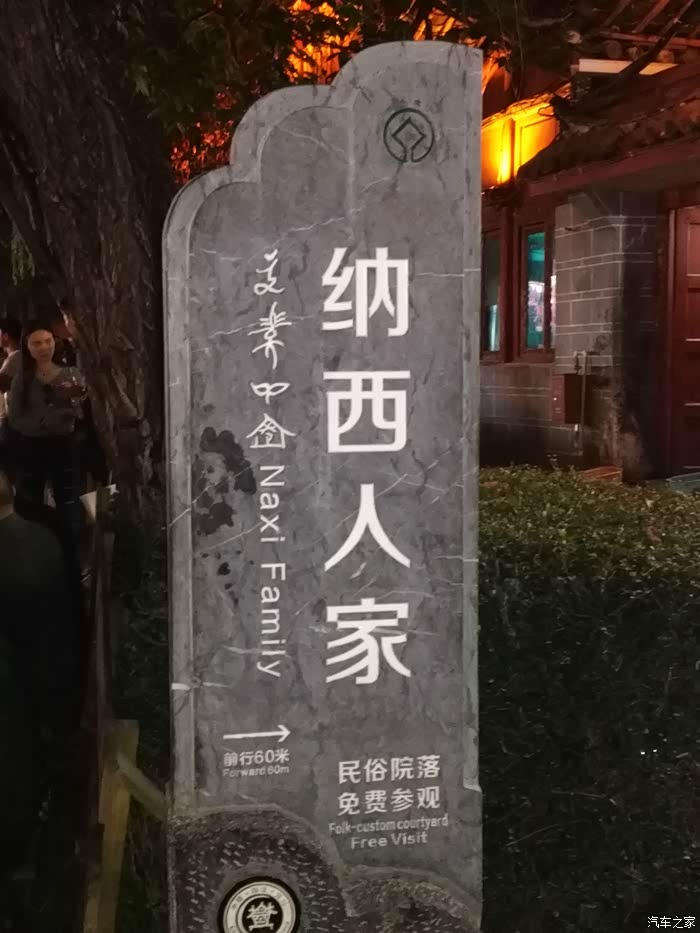 纳西人家
Naxi Family
前行60米
Forward 60m
民俗院落
免费参观
Folk-custom courtyard
Free Visit
汽车之家